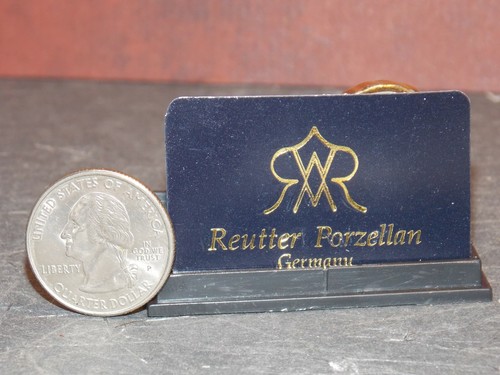 UNITED STATES OF AMERICA
LIBERTY
IN
GOD WE
TRUST
P
QUARTER DOLLAR
Reutter Porzellan
Germany